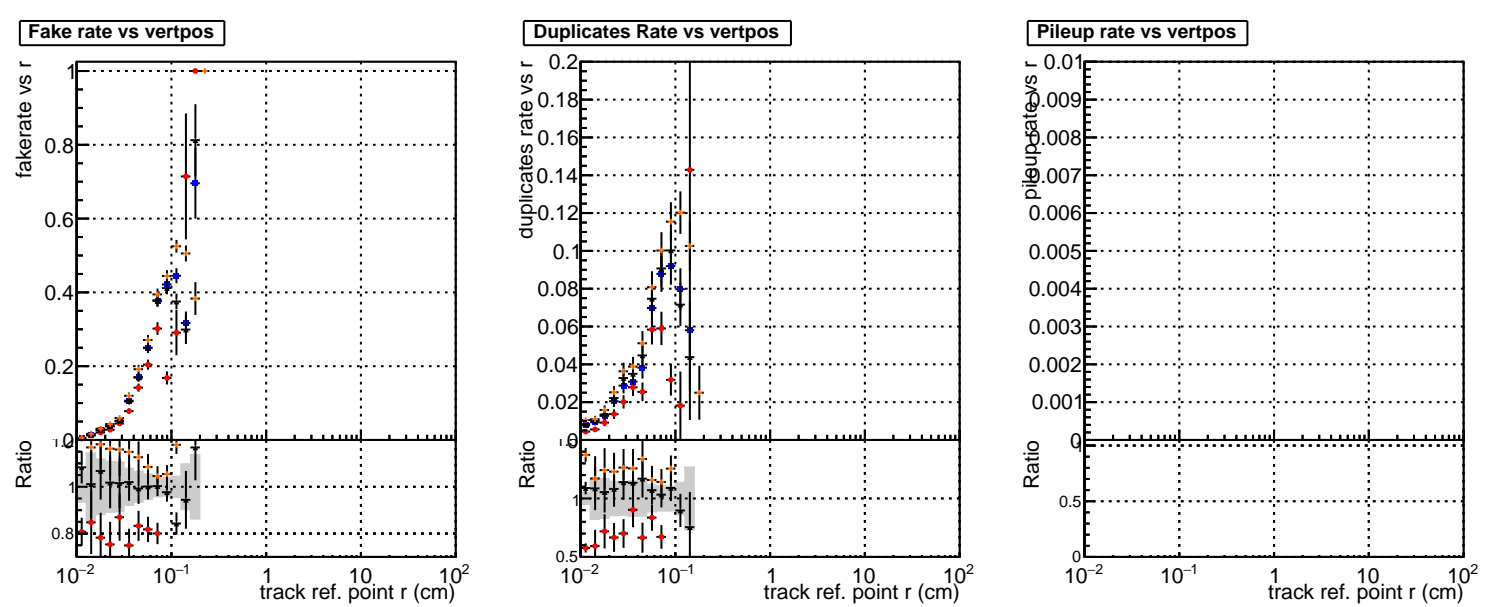 Fake rate vs vertpos
fakerate vs r
1
0.8
0.6
0.4
0.2
0
Ratio
1
0.8
10⁻² 10⁻¹ 1 10 10²
track ref. point r (cm)
Duplicates Rate vs vertpos
duplicates rate vs r
0.2
0.18
0.16
0.14
0.12
0.1
0.08
0.06
0.04
0.02
0
Ratio
1
0.5
10⁻² 10⁻¹ 1 10 10²
track ref. point r (cm)
Pileup rate vs vertpos
pileup rate vs r
0.01
0.009
0.008
0.007
0.006
0.005
0.004
0.003
0.002
0.001
0
Ratio
1
0.5
0
10⁻² 10⁻¹ 1 10 10²
track ref. point r (cm)